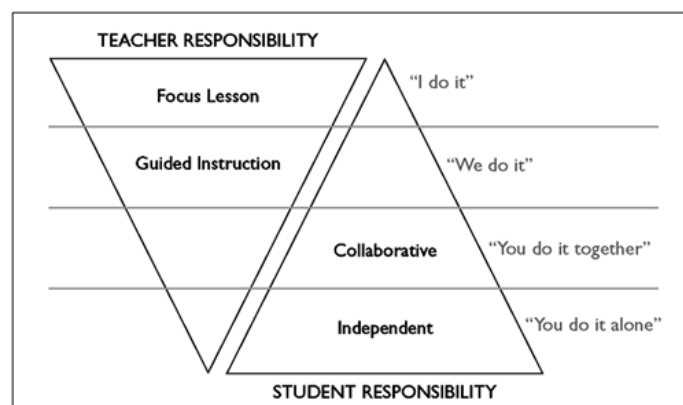 TEACHER RESPONSIBILITY
Focus Lesson
“I do it”
Guided Instruction
“We do it”
Collaborative
“You do it together”
Independent
“You do it alone”
STUDENT RESPONSIBILITY